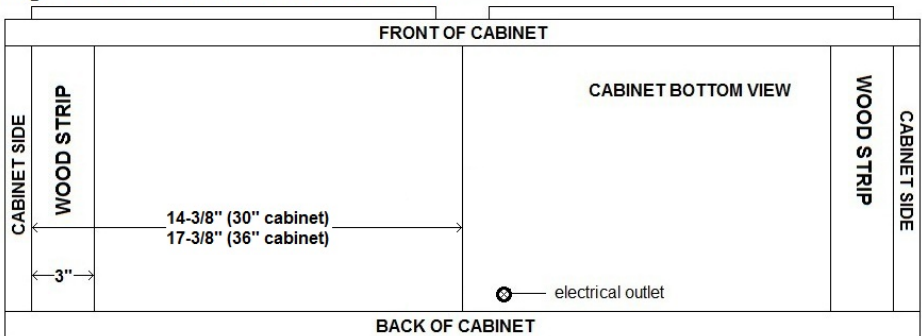 FRONT OF CABINET
CABINET BOTTOM VIEW
CABINET SIDE
WOOD STRIP
WOOD STRIP
CABINET SIDE
14-3/8" (30" cabinet)
17-3/8" (36" cabinet)
3"
electrical outlet
BACK OF CABINET